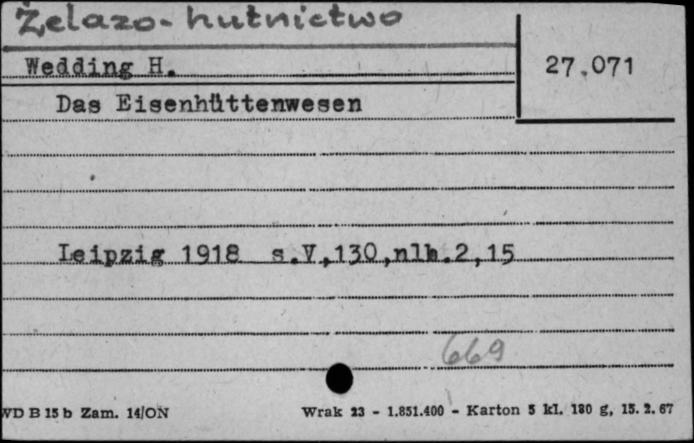 Żelazo-hutnictwo
Wedding H.
27.071
Das Eisenhüttenwesen
Leipzig 1918 s.V,130,nlb.2,15
669
WD B 15 b Zam. 14/ON
Wrak 23 - 1.851.400 - Karton 5 kl. 180 g, 15. 2. 67